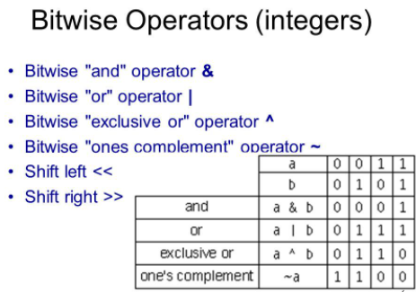 Bitwise Operators (integers)
• Bitwise "and" operator &
• Bitwise "or" operator |
• Bitwise "exclusive or" operator ^
• Bitwise "ones complement" operator ~
• Shift left <<
• Shift right >>
a 0 0 1 1
b 0 1 0 1
and a & b 0 0 0 1
or a | b 0 1 1 1
exclusive or a ^ b 0 1 1 0
one's complement ~a 1 1 0 0